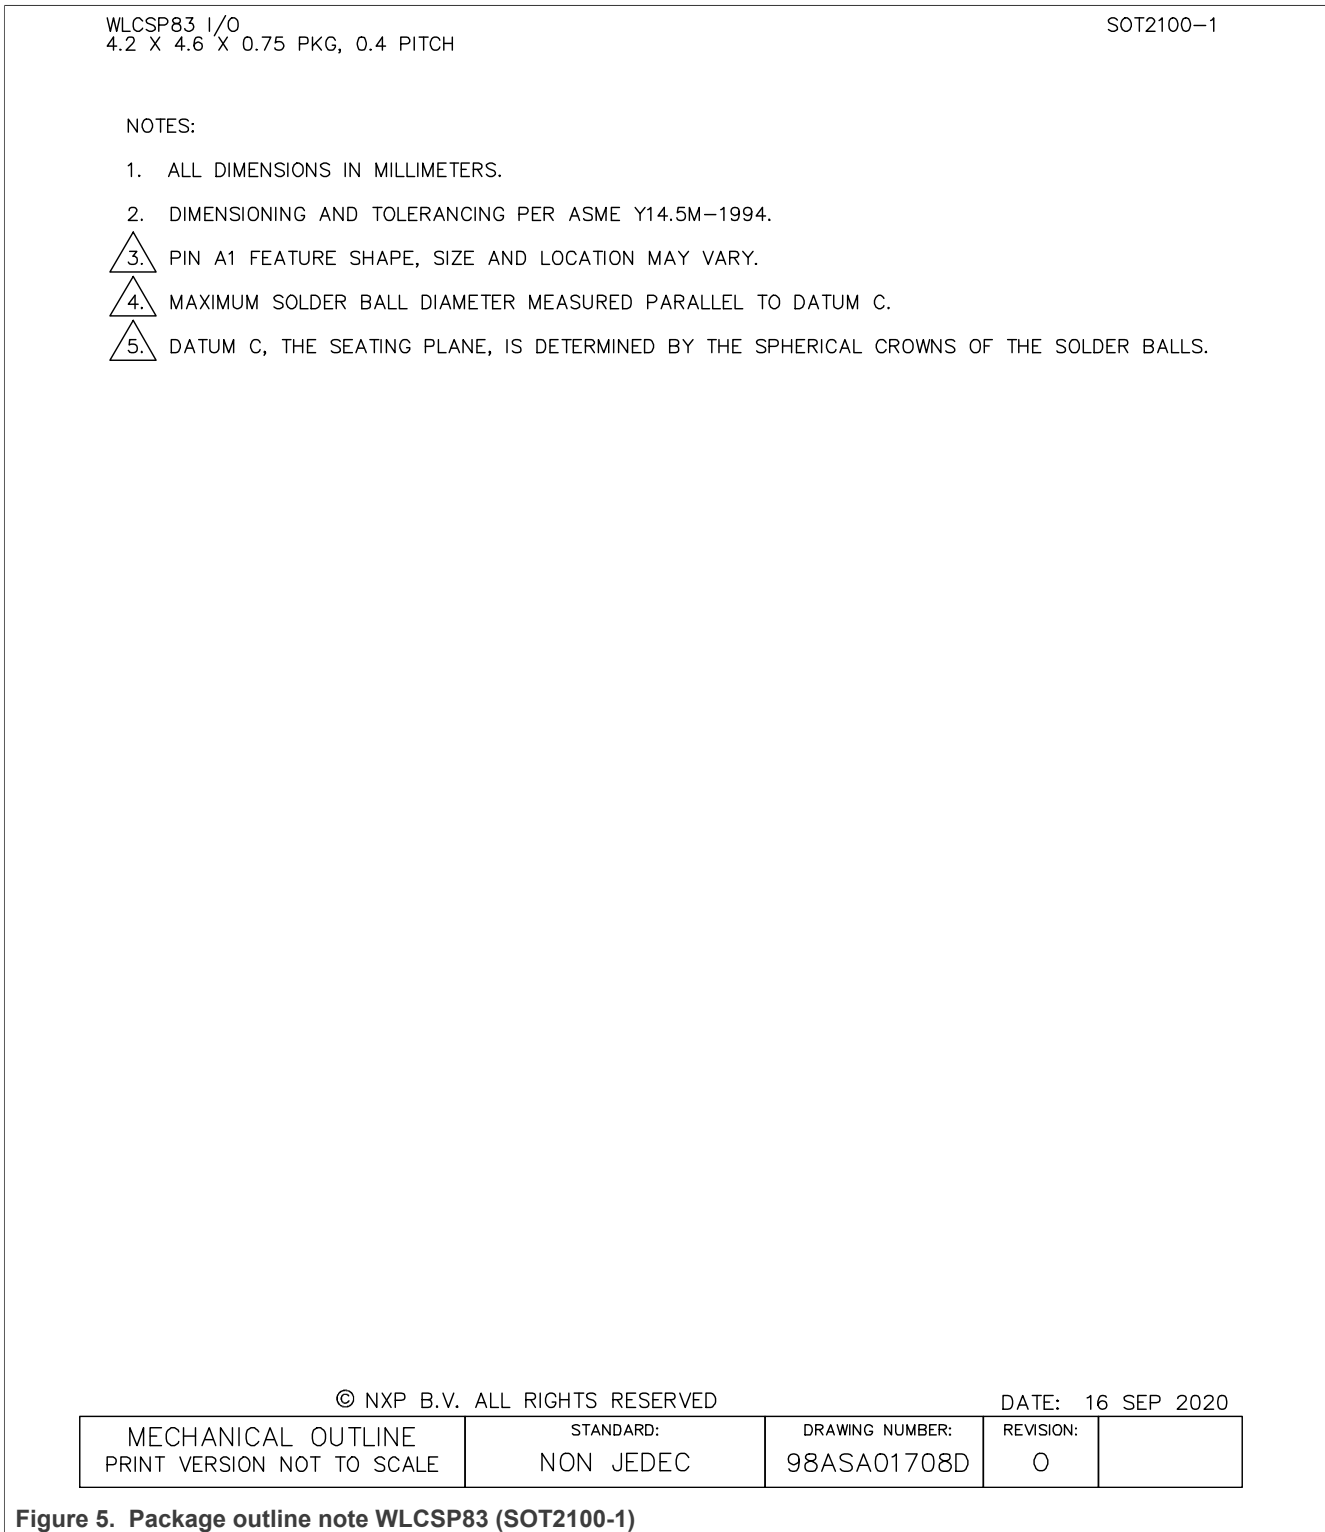 WLCSP83 I/O
SOT2100-1
4.2 X 4.6 X 0.75 PKG, 0.4 PITCH
NOTES:
1. ALL DIMENSIONS IN MILLIMETERS.
2. DIMENSIONING AND TOLERANCING PER ASME Y14.5M-1994.
3. PIN A1 FEATURE SHAPE, SIZE AND LOCATION MAY VARY.
4. MAXIMUM SOLDER BALL DIAMETER MEASURED PARALLEL TO DATUM C.
5. DATUM C, THE SEATING PLANE, IS DETERMINED BY THE SPHERICAL CROWNS OF THE SOLDER BALLS.
© NXP B.V. ALL RIGHTS RESERVED
DATE: 16 SEP 2020
MECHANICAL OUTLINE
PRINT VERSION NOT TO SCALE
STANDARD:
NON JEDEC
DRAWING NUMBER:
98ASA01708D
REVISION:
O
Figure 5. Package outline note WLCSP83 (SOT2100-1)